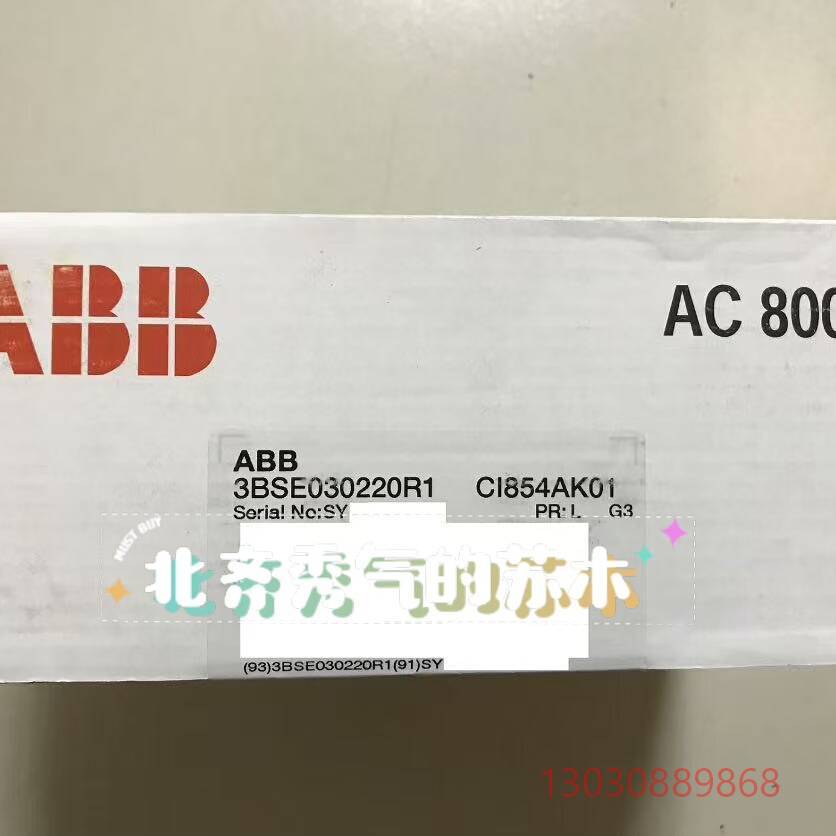 ABB
AC 800
ABB
3BSE030220R1 CI854AK01
Serial No:SY PR:L G3
MUST BUY
北齐秀气的苏木
(93)3BSE030220R1(91)SY
13030889868